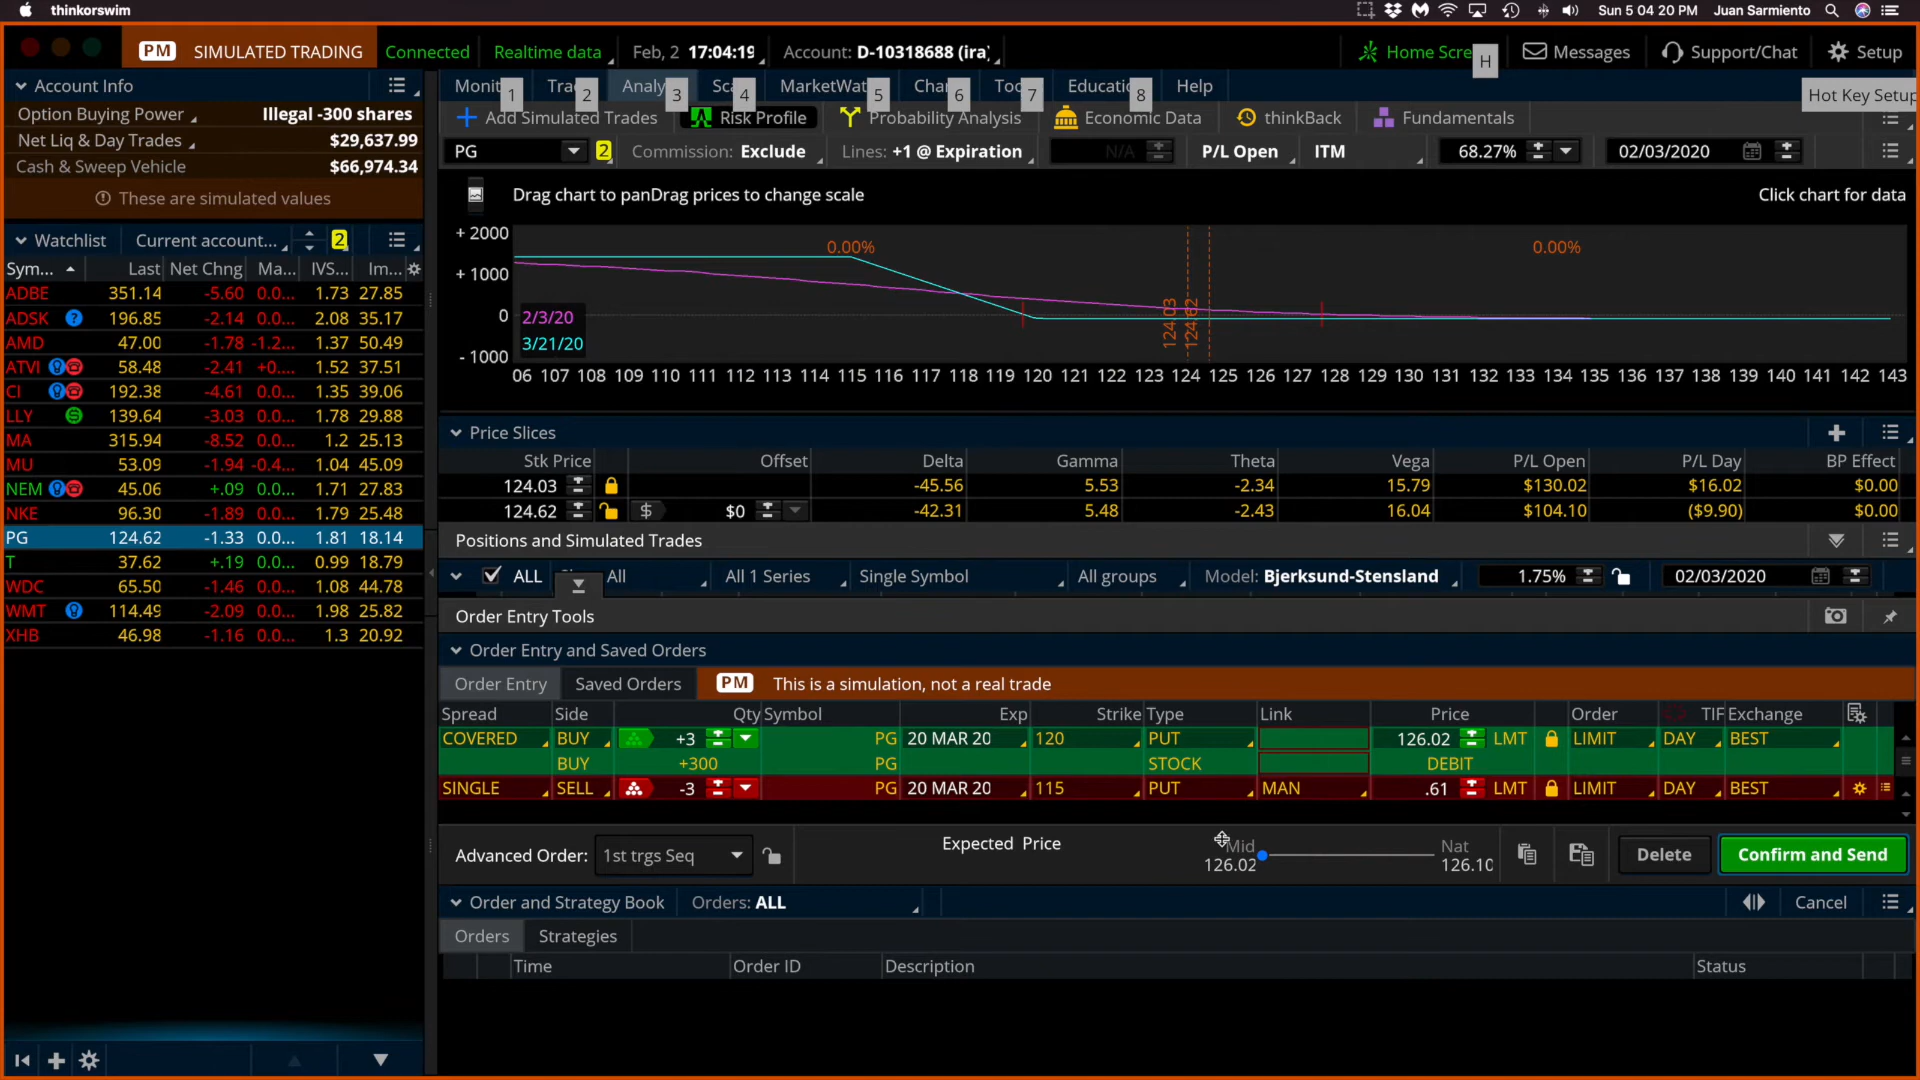 thinkorswim
Sun 5 04 20 PM Juan Sarmiento
PM SIMULATED TRADING Connected Realtime data Feb, 2 17:04:19 Account: D-10318688 (ira) Home Scre H Messages Support/Chat Setup
Account Info
Monit 1 Tra 2 Analy 3 Sca 4 MarketWat 5 Cha 6 Too 7 Educatio 8 Help
Hot Key Setup
Option Buying Power Illegal -300 shares
Add Simulated Trades Risk Profile Probability Analysis Economic Data thinkBack Fundamentals
Net Liq & Day Trades $29,637.99
PG 2 Commission: Exclude Lines: +1 @ Expiration N/A P/L Open ITM 68.27% 02/03/2020
Cash & Sweep Vehicle $66,974.34
These are simulated values
Drag chart to panDrag prices to change scale Click chart for data
Watchlist Current account... 2
Sym... Last Net Chng Ma... IVS... Im...
ADBE 351.14 -5.60 0.0... 1.73 27.85
ADSK 196.85 -2.14 0.0... 2.08 35.17
AMD 47.00 -1.78 -1.2... 1.37 50.49
ATVI 58.48 -2.41 +0.... 1.52 37.51
CI 192.38 -4.61 0.0... 1.35 39.06
LLY 139.64 -3.03 0.0... 1.78 29.88
MA 315.94 -8.52 0.0... 1.2 25.13
MU 53.09 -1.94 -0.4... 1.04 45.09
NEM 45.06 +.09 0.0... 1.71 27.83
NKE 96.30 -1.89 0.0... 1.79 25.48
PG 124.62 -1.33 0.0... 1.81 18.14
T 37.62 +.19 0.0... 0.99 18.79
WDC 65.50 -1.46 0.0... 1.08 44.78
WMT 114.49 -2.09 0.0... 1.98 25.82
XHB 46.98 -1.16 0.0... 1.3 20.92
+ 2000 0.00% 0.00%
+ 1000
0 2/3/20 124.03 124.62
3/21/20
- 1000
06 107 108 109 110 111 112 113 114 115 116 117 118 119 120 121 122 123 124 125 126 127 128 129 130 131 132 133 134 135 136 137 138 139 140 141 142 143
Price Slices
Stk Price Offset Delta Gamma Theta Vega P/L Open P/L Day BP Effect
124.03 -45.56 5.53 -2.34 15.79 $130.02 $16.02 $0.00
124.62 $ $0 -42.31 5.48 -2.43 16.04 $104.10 ($9.90) $0.00
Positions and Simulated Trades
ALL All All 1 Series Single Symbol All groups Model: Bjerksund-Stensland 1.75% 02/03/2020
Order Entry Tools
Order Entry and Saved Orders
Order Entry Saved Orders PM This is a simulation, not a real trade
Spread Side Qty Symbol Exp Strike Type Link Price Order TIF Exchange
COVERED BUY +3 PG 20 MAR 20 120 PUT 126.02 LMT LIMIT DAY BEST
BUY +300 PG STOCK DEBIT
SINGLE SELL -3 PG 20 MAR 20 115 PUT MAN .61 LMT LIMIT DAY BEST
Advanced Order: 1st trgs Seq Expected Price Mid 126.02 Nat 126.10 Delete Confirm and Send
Order and Strategy Book Orders: ALL Cancel
Orders Strategies
Time Order ID Description Status